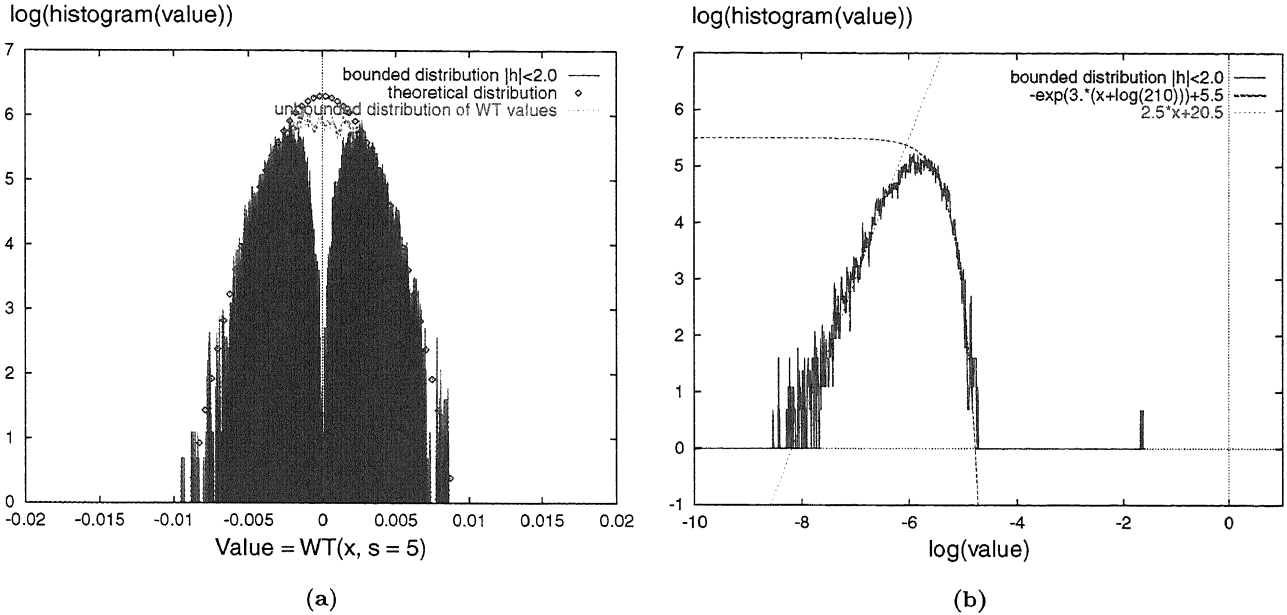 log(histogram(value))
7
6
5
4
3
2
1
0
bounded distribution |h|<2.0
theoretical distribution
unbounded distribution of WT values
-0.02 -0.015 -0.01 -0.005 0 0.005 0.01 0.015 0.02
Value = WT(x, s = 5)
(a)
log(histogram(value))
7
6
5
4
3
2
1
0
-1
bounded distribution |h|<2.0
-exp(3.*(x+log(210)))+5.5
2.5*x+20.5
-10 -8 -6 -4 -2 0
log(value)
(b)